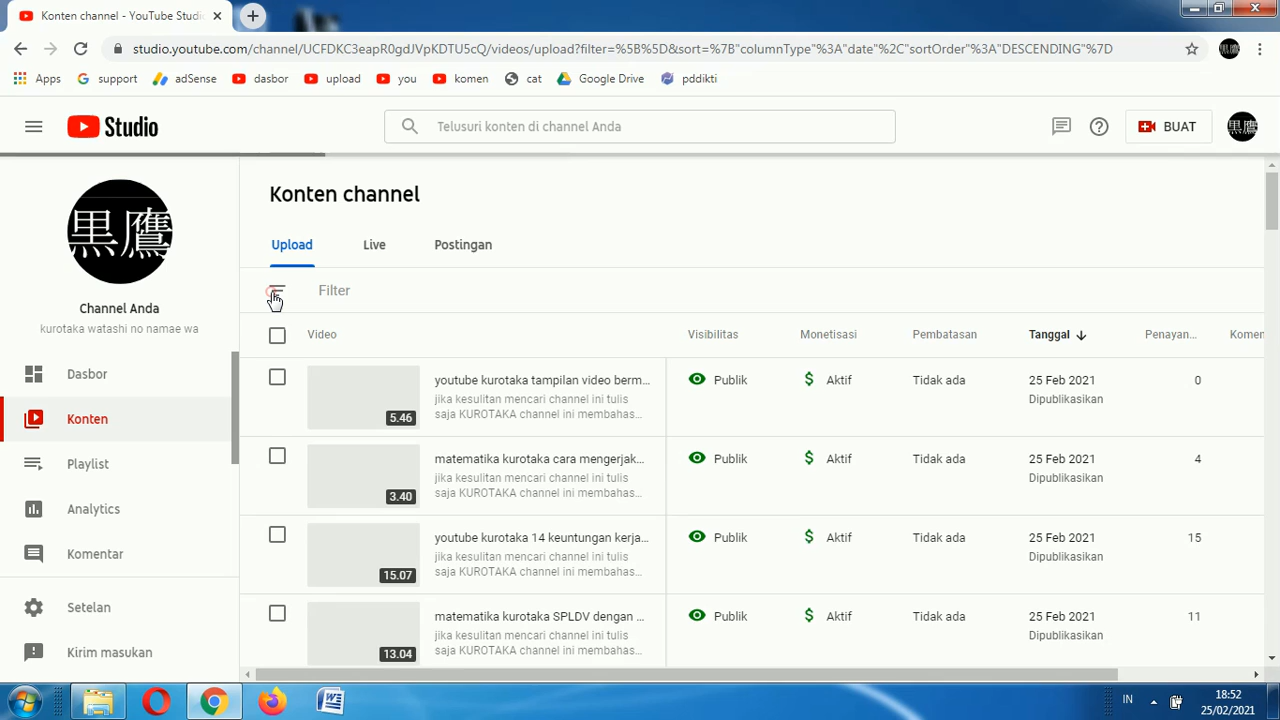 Konten channel - YouTube Studio
studio.youtube.com/channel/UCFDKC3eapR0gdJVpKDTU5cQ/videos/upload?filter=%5B%5D&sort=%7B"columnType"%3A"date"%2C"sortOrder"%3A"DESCENDING"%7D
黒鷹
Apps support adSense dasbor upload you komen cat Google Drive pddikti
Studio
Telusuri konten di channel Anda
BUAT
黒鷹
黒鷹
Channel Anda
kurotaka watashi no namae wa
Dasbor
Konten
Playlist
Analytics
Komentar
Setelan
Kirim masukan
Konten channel
Upload Live Postingan
Filter
Video Visibilitas Monetisasi Pembatasan Tanggal Penayan... Komen
youtube kurotaka tampilan video berm... Publik Aktif Tidak ada 25 Feb 2021 0
jika kesulitan mencari channel ini tulis Dipublikasikan
5.46 saja KUROTAKA channel ini membahas...
matematika kurotaka cara mengerjak... Publik Aktif Tidak ada 25 Feb 2021 4
jika kesulitan mencari channel ini tulis Dipublikasikan
3.40 saja KUROTAKA channel ini membahas...
youtube kurotaka 14 keuntungan kerja... Publik Aktif Tidak ada 25 Feb 2021 15
jika kesulitan mencari channel ini tulis Dipublikasikan
15.07 saja KUROTAKA channel ini membahas...
matematika kurotaka SPLDV dengan ... Publik Aktif Tidak ada 25 Feb 2021 11
jika kesulitan mencari channel ini tulis Dipublikasikan
13.04 saja KUROTAKA channel ini membahas...
IN 18:52
25/02/2021